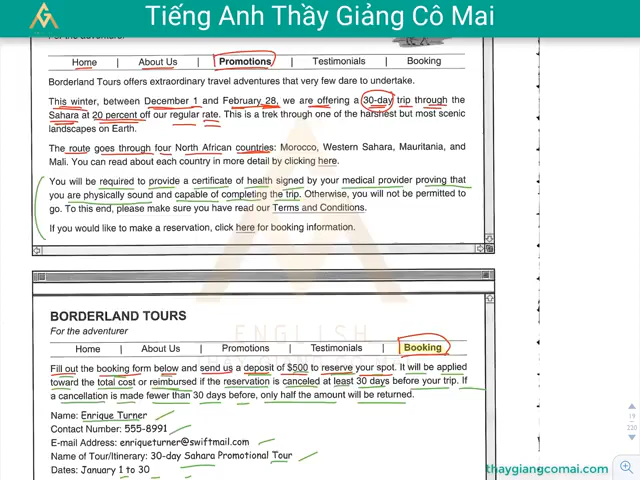 Tiếng Anh Thầy Giảng Cô Mai
For the adventurer
Home | About Us | Promotions | Testimonials | Booking
Borderland Tours offers extraordinary travel adventures that very few dare to undertake.
This winter, between December 1 and February 28, we are offering a 30-day trip through the
Sahara at 20 percent off our regular rate. This is a trek through one of the harshest but most scenic
landscapes on Earth.
The route goes through four North African countries: Morocco, Western Sahara, Mauritania, and
Mali. You can read about each country in more detail by clicking here.
You will be required to provide a certificate of health signed by your medical provider proving that
you are physically sound and capable of completing the trip. Otherwise, you will not be permitted to
go. To this end, please make sure you have read our Terms and Conditions.
If you would like to make a reservation, click here for booking information.
BORDERLAND TOURS
For the adventurer
ENGLISH
THAY GIANG CO MAI
Home | About Us | Promotions | Testimonials | Booking
Fill out the booking form below and send us a deposit of $500 to reserve your spot. It will be applied
toward the total cost or reimbursed if the reservation is canceled at least 30 days before your trip. If
a cancellation is made fewer than 30 days before, only half the amount will be returned.
Name: Enrique Turner
Contact Number: 555-8991
E-mail Address: enriqueturner@swiftmail.com
Name of Tour/Itinerary: 30-day Sahara Promotional Tour
Dates: January 1 to 30
19
220
thaygiangcomai.com